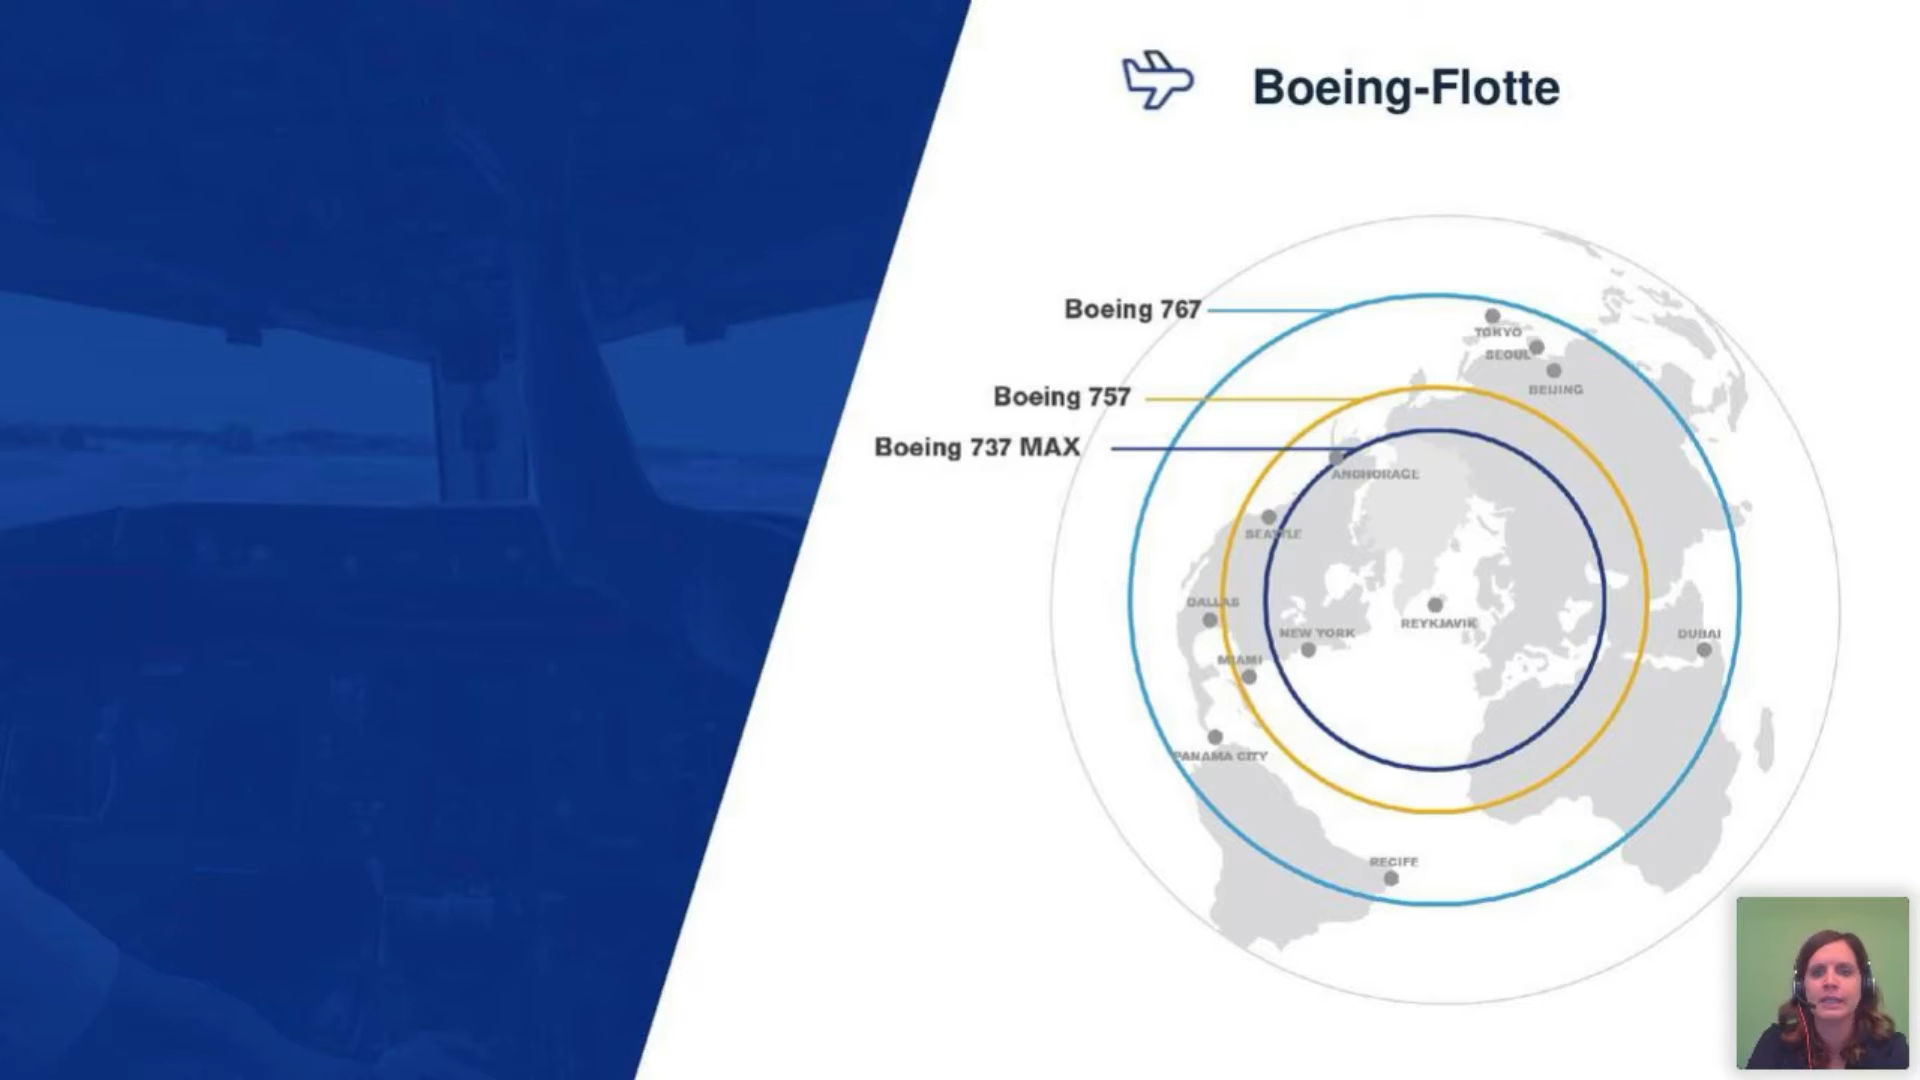 Boeing-Flotte
Boeing 767
TOKYO
SEOUL
BEIJING
Boeing 757
Boeing 737 MAX
ANCHORAGE
SEATTLE
DALLAS
REYKJAVIK
NEW YORK
DUBAI
MIAMI
PANAMA CITY
RECIFE